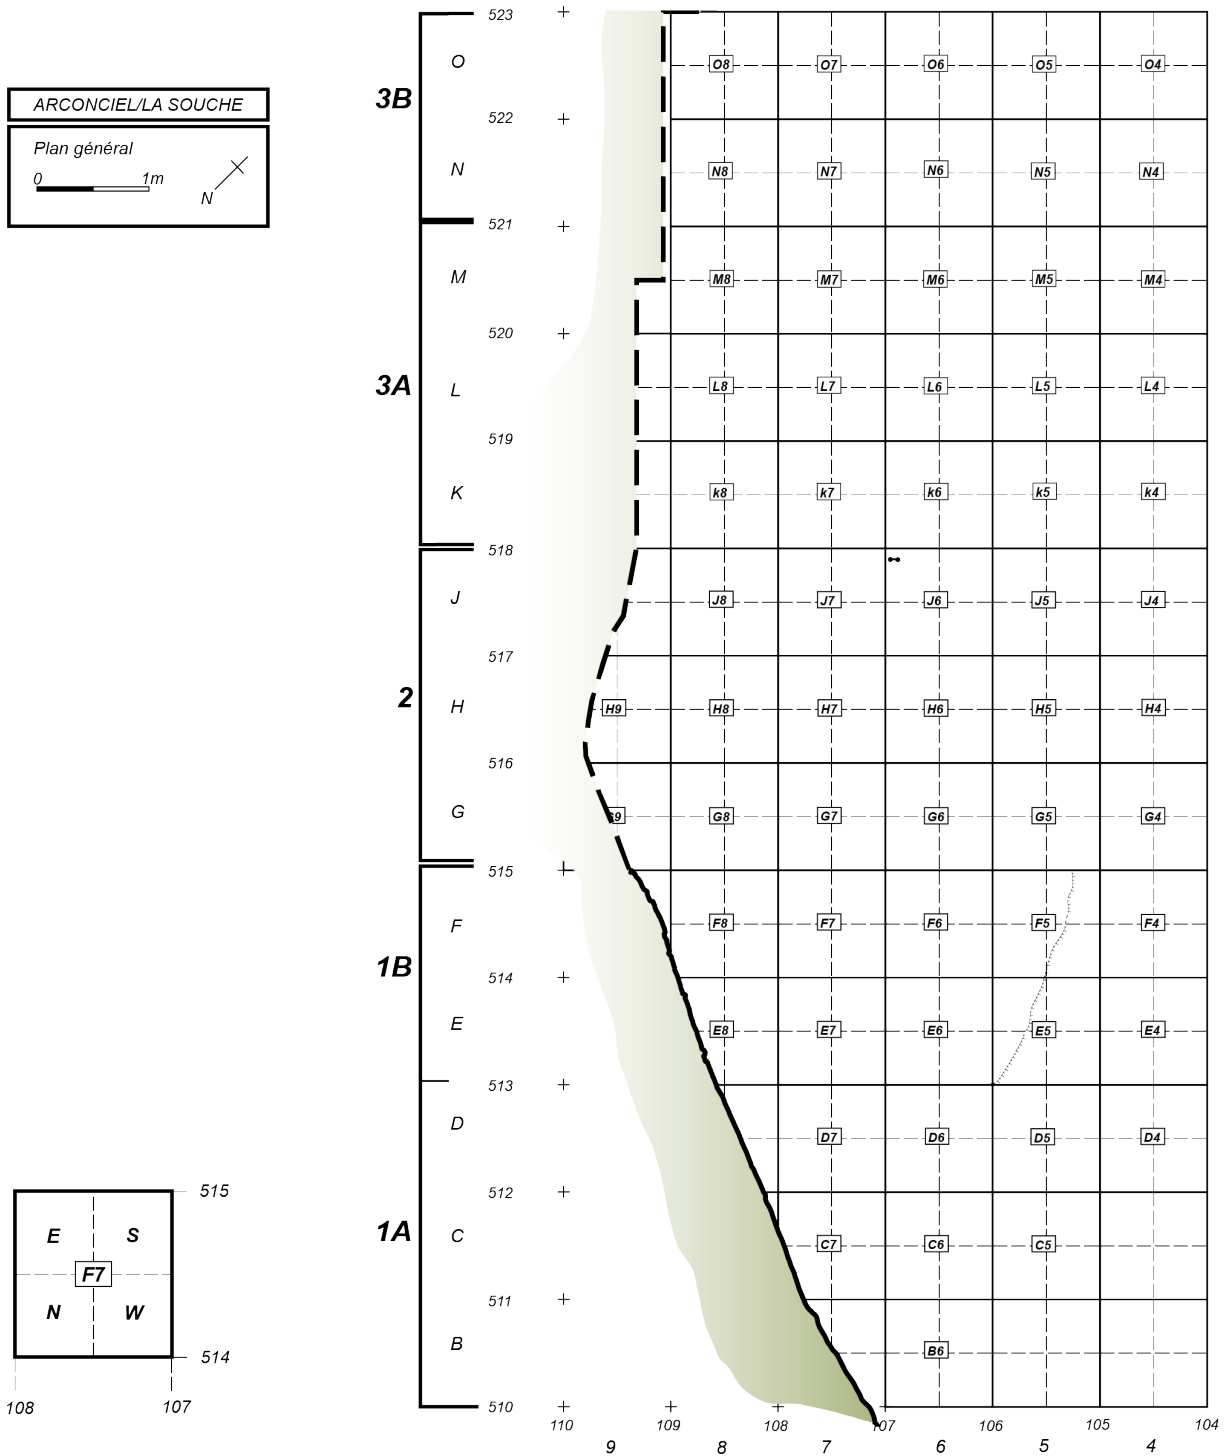 ARCONCIEL/LA SOUCHE
Plan général
0 1m
N
3B
3A
2
1B
1A
O
N
M
L
K
J
H
G
F
E
D
C
B
523
522
521
520
519
518
517
516
515
514
513
512
511
510
O8 O7 O6 O5 O4
N8 N7 N6 N5 N4
M8 M7 M6 M5 M4
L8 L7 L6 L5 L4
k8 k7 k6 k5 k4
J8 J7 J6 J5 J4
H9 H8 H7 H6 H5 H4
G9 G8 G7 G6 G5 G4
F8 F7 F6 F5 F4
E8 E7 E6 E5 E4
D7 D6 D5 D4
C7 C6 C5
B6
110 109 108 107 106 105 104
9 8 7 6 5 4
E S
F7
N W
515
514
108 107